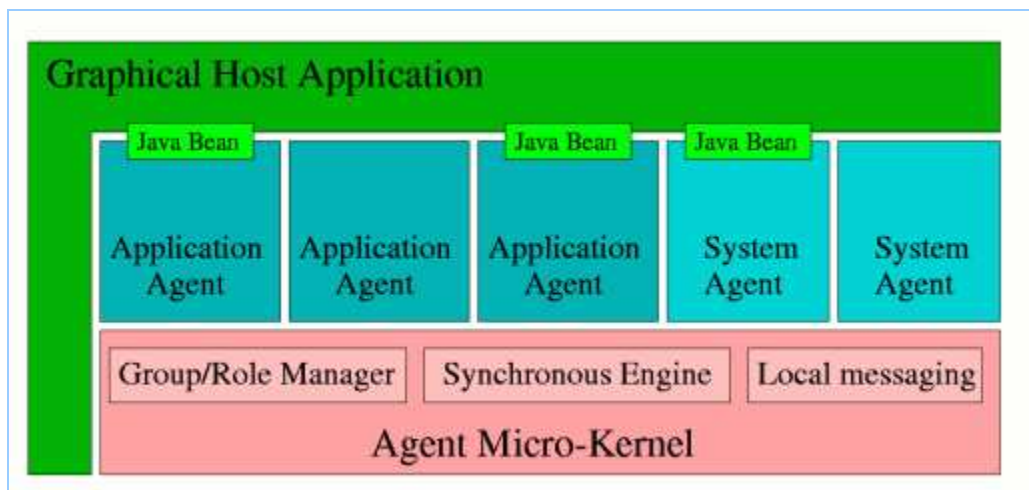 Graphical Host Application
Java Bean
Java Bean
Java Bean
Application
Agent
Application
Agent
Application
Agent
System
Agent
System
Agent
Group/Role Manager
Synchronous Engine
Local messaging
Agent Micro-Kernel